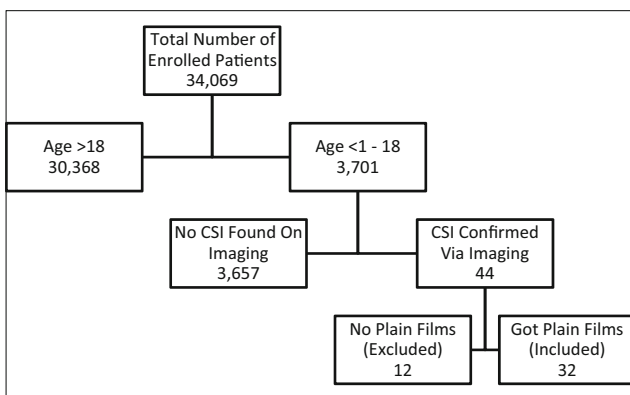 Total Number of
Enrolled Patients
34,069
Age >18
30,368
Age <1 - 18
3,701
No CSI Found On
Imaging
3,657
CSI Confirmed
Via Imaging
44
No Plain Films
(Excluded)
12
Got Plain Films
(Included)
32